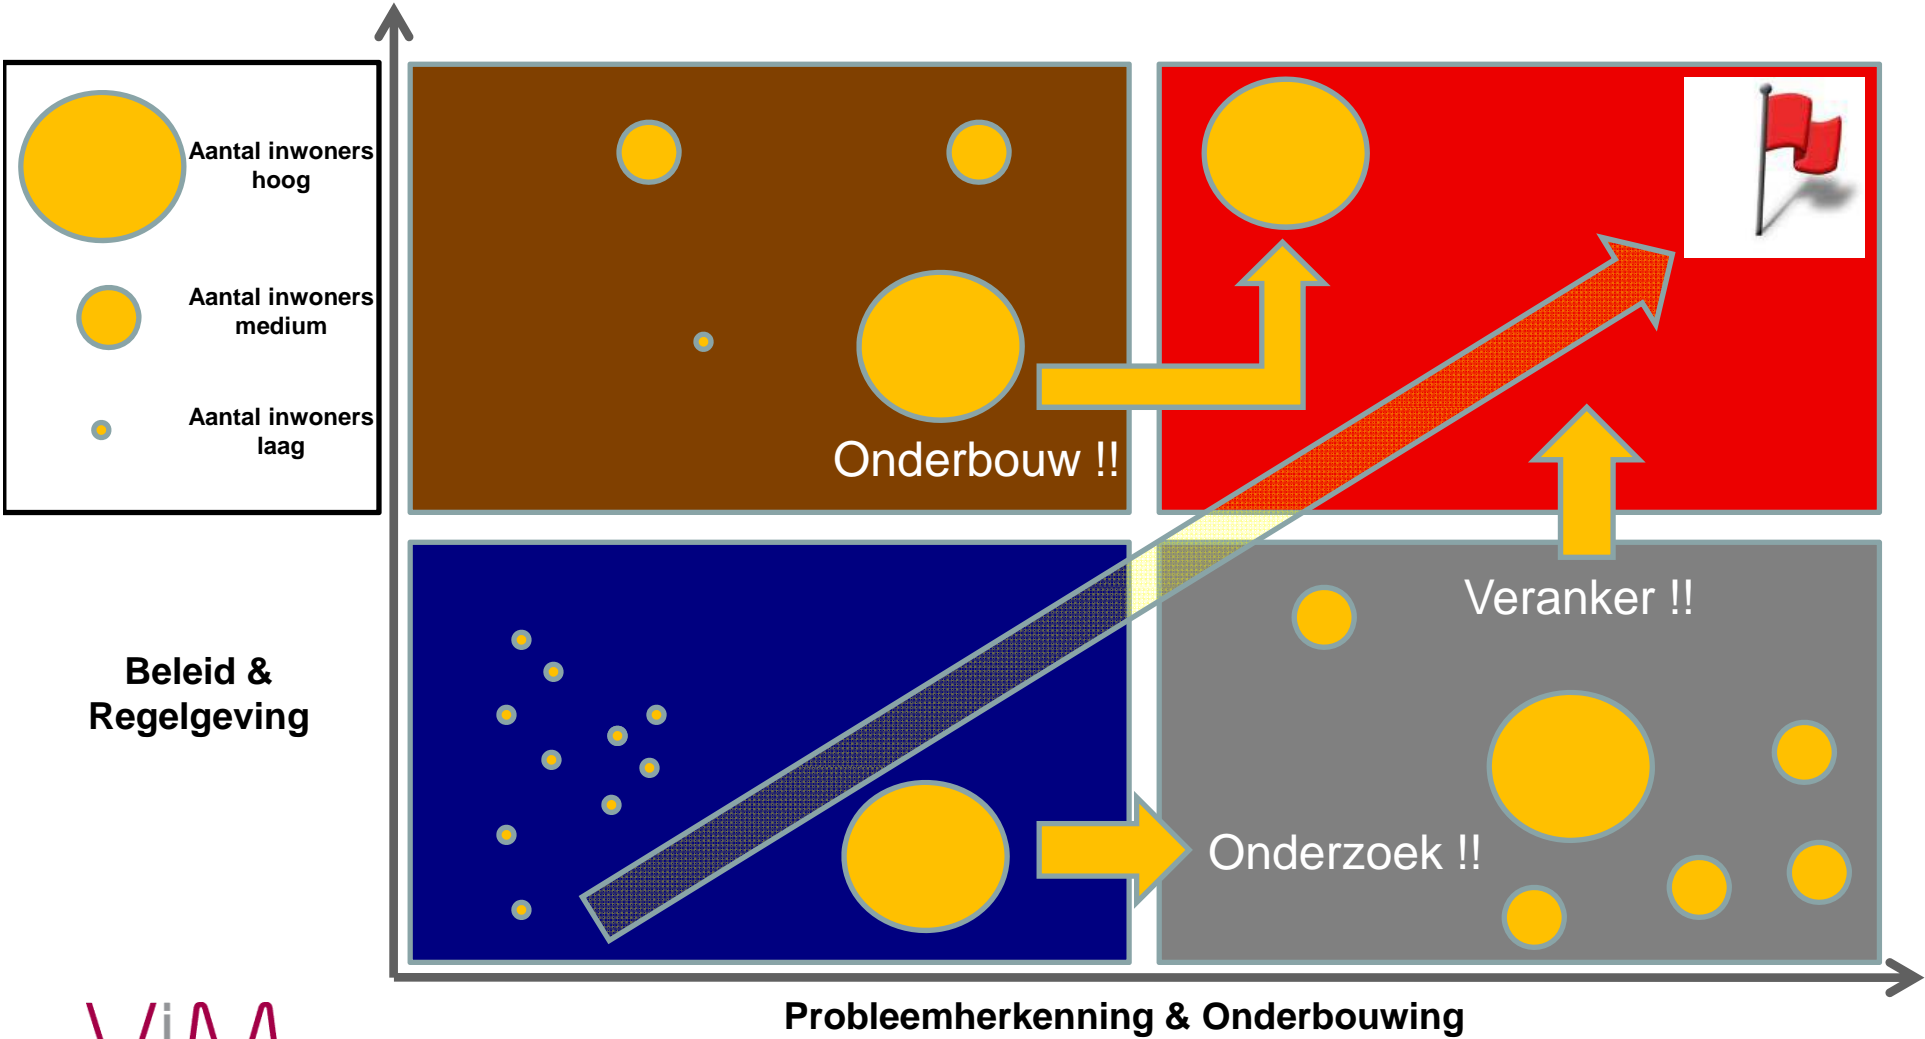 Aantal inwoners
hoog
Aantal inwoners
medium
Aantal inwoners
laag
Onderbouw !!
Veranker !!
Beleid &
Regelgeving
Onderzoek !!
Probleemherkenning & Onderbouwing